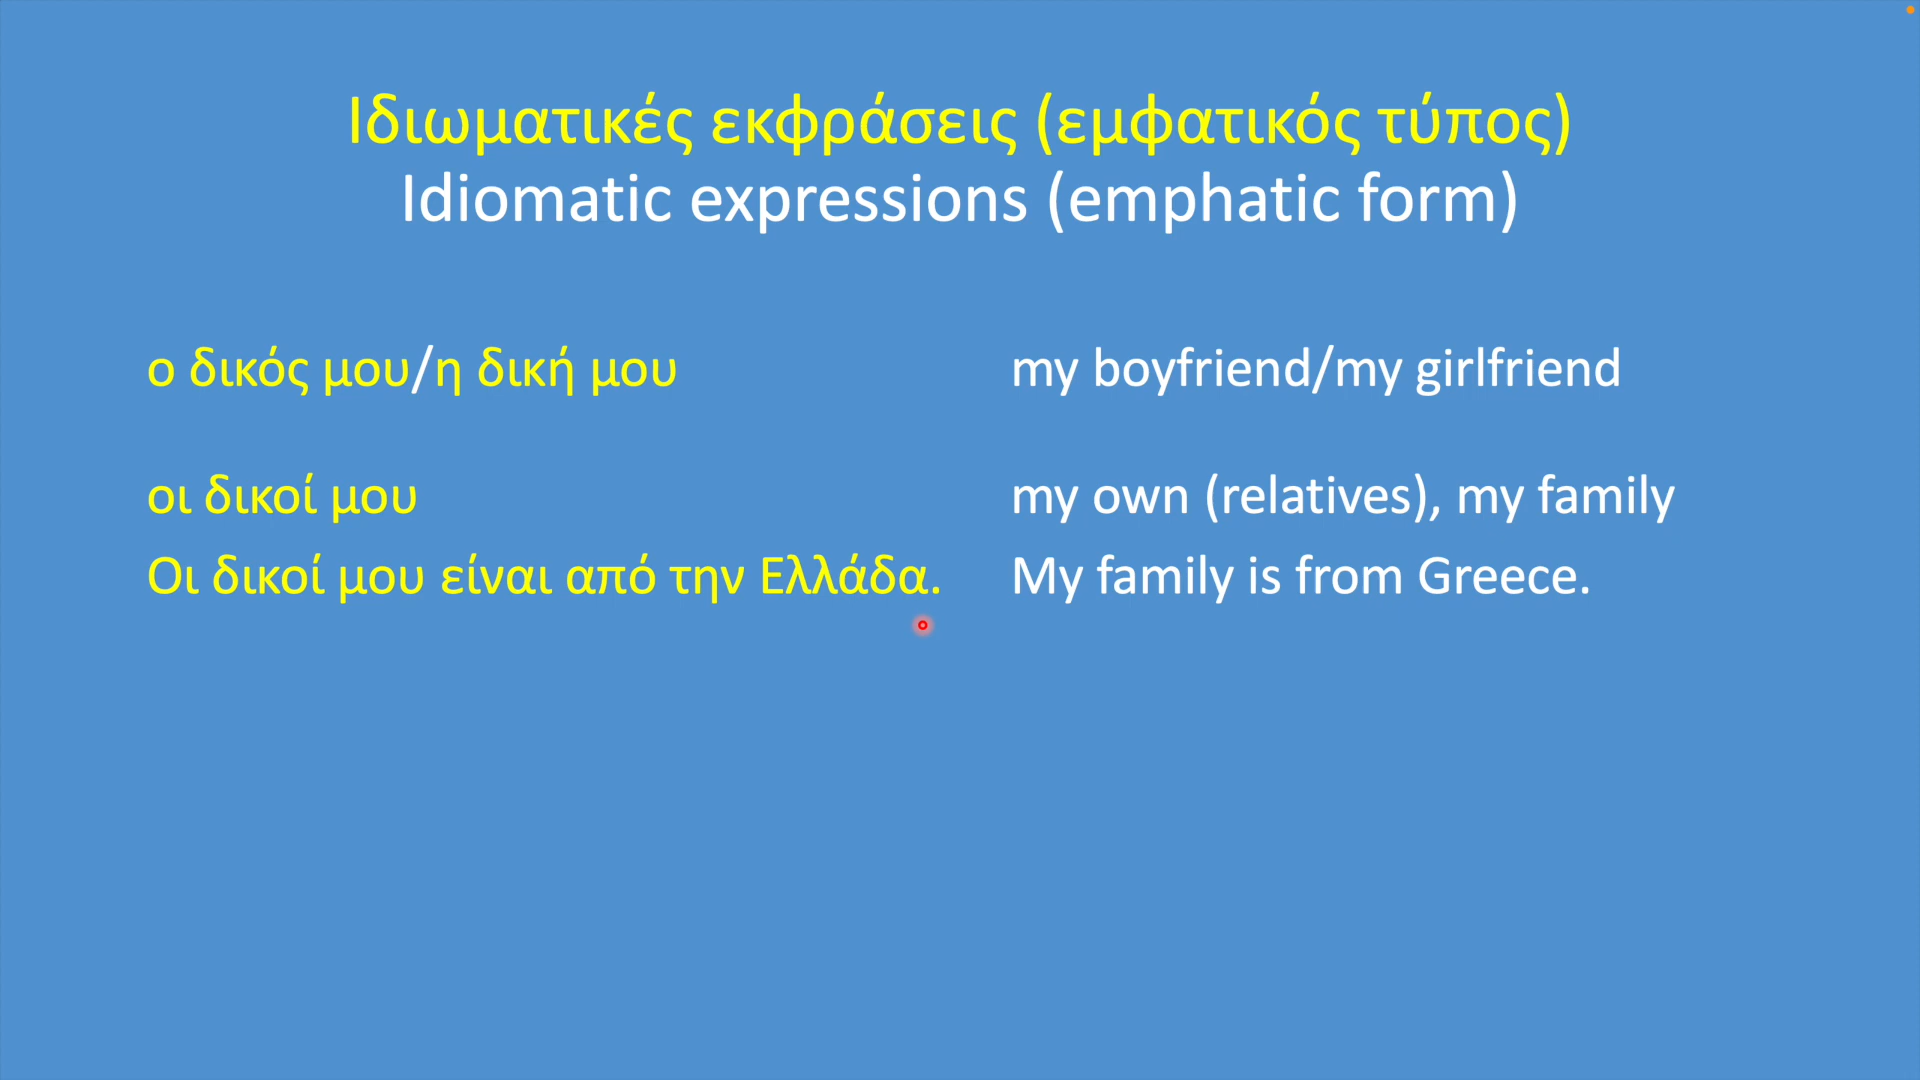 Ιδιωματικές εκφράσεις (εμφατικός τύπος)
Idiomatic expressions (emphatic form)
ο δικός μου/η δική μου my boyfriend/my girlfriend
οι δικοί μου my own (relatives), my family
Οι δικοί μου είναι από την Ελλάδα. My family is from Greece.